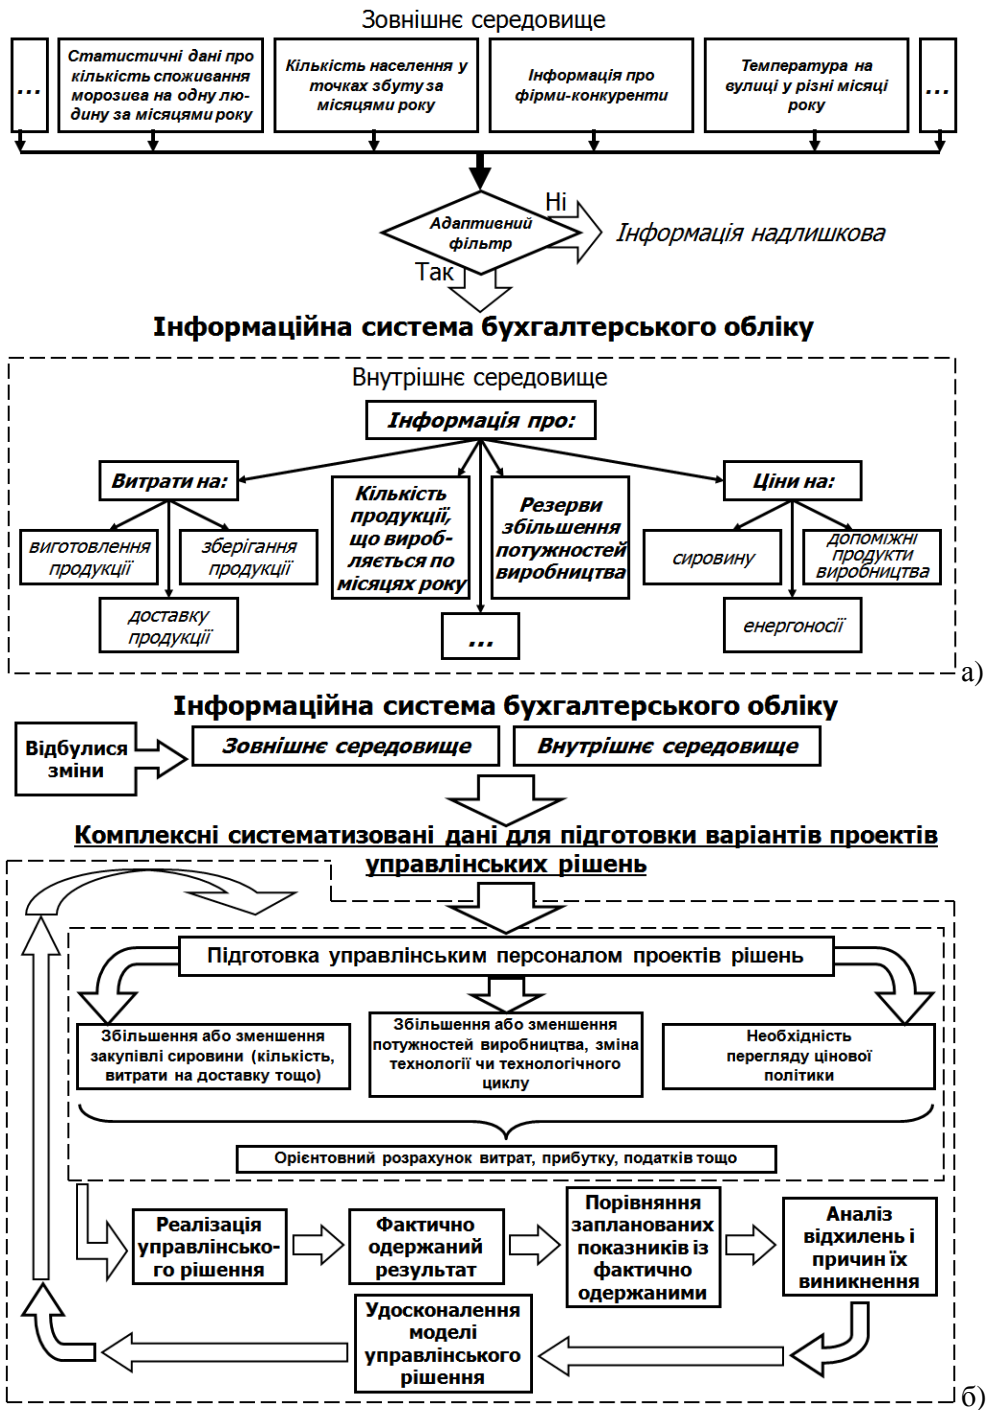 Зовнішнє середовище
...
Статистичні дані про
кількість споживання
морозива на одну лю-
дину за місяцями року
Кількість населення у
точках збуту за
місяцями року
Інформація про
фірми-конкуренти
Температура на
вулиці у різні місяці
року
...
Адаптивний
фільтр
Ні
Інформація надлишкова
Так
Інформаційна система бухгалтерського обліку
Внутрішнє середовище
Інформація про:
Витрати на:
виготовлення
продукції
зберігання
продукції
доставку
продукції
Кількість
продукції,
що вироб-
ляється по
місяцях року
Резерви
збільшення
потужностей
виробництва
...
Ціни на:
сировину
допоміжні
продукти
виробництва
енергоносії
а)
Інформаційна система бухгалтерського обліку
Відбулися
зміни
Зовнішнє середовище
Внутрішнє середовище
Комплексні систематизовані дані для підготовки варіантів проектів
управлінських рішень
Підготовка управлінським персоналом проектів рішень
Збільшення або зменшення
закупівлі сировини (кількість,
витрати на доставку тощо)
Збільшення або зменшення
потужностей виробництва, зміна
технології чи технологічного
циклу
Необхідність
перегляду цінової
політики
Орієнтовний розрахунок витрат, прибутку, податків тощо
Реалізація
управлінсько-
го рішення
Фактично
одержаний
результат
Порівняння
запланованих
показників із
фактично
одержаними
Аналіз
відхилень і
причин їх
виникнення
Удосконалення
моделі
управлінського
рішення
б)